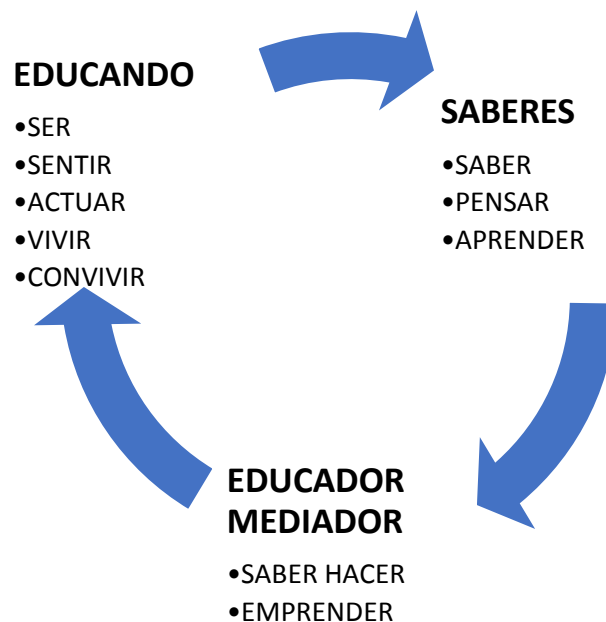 EDUCANDO
•SER
•SENTIR
•ACTUAR
•VIVIR
•CONVIVIR
SABERES
•SABER
•PENSAR
•APRENDER
EDUCADOR
MEDIADOR
•SABER HACER
•EMPRENDER